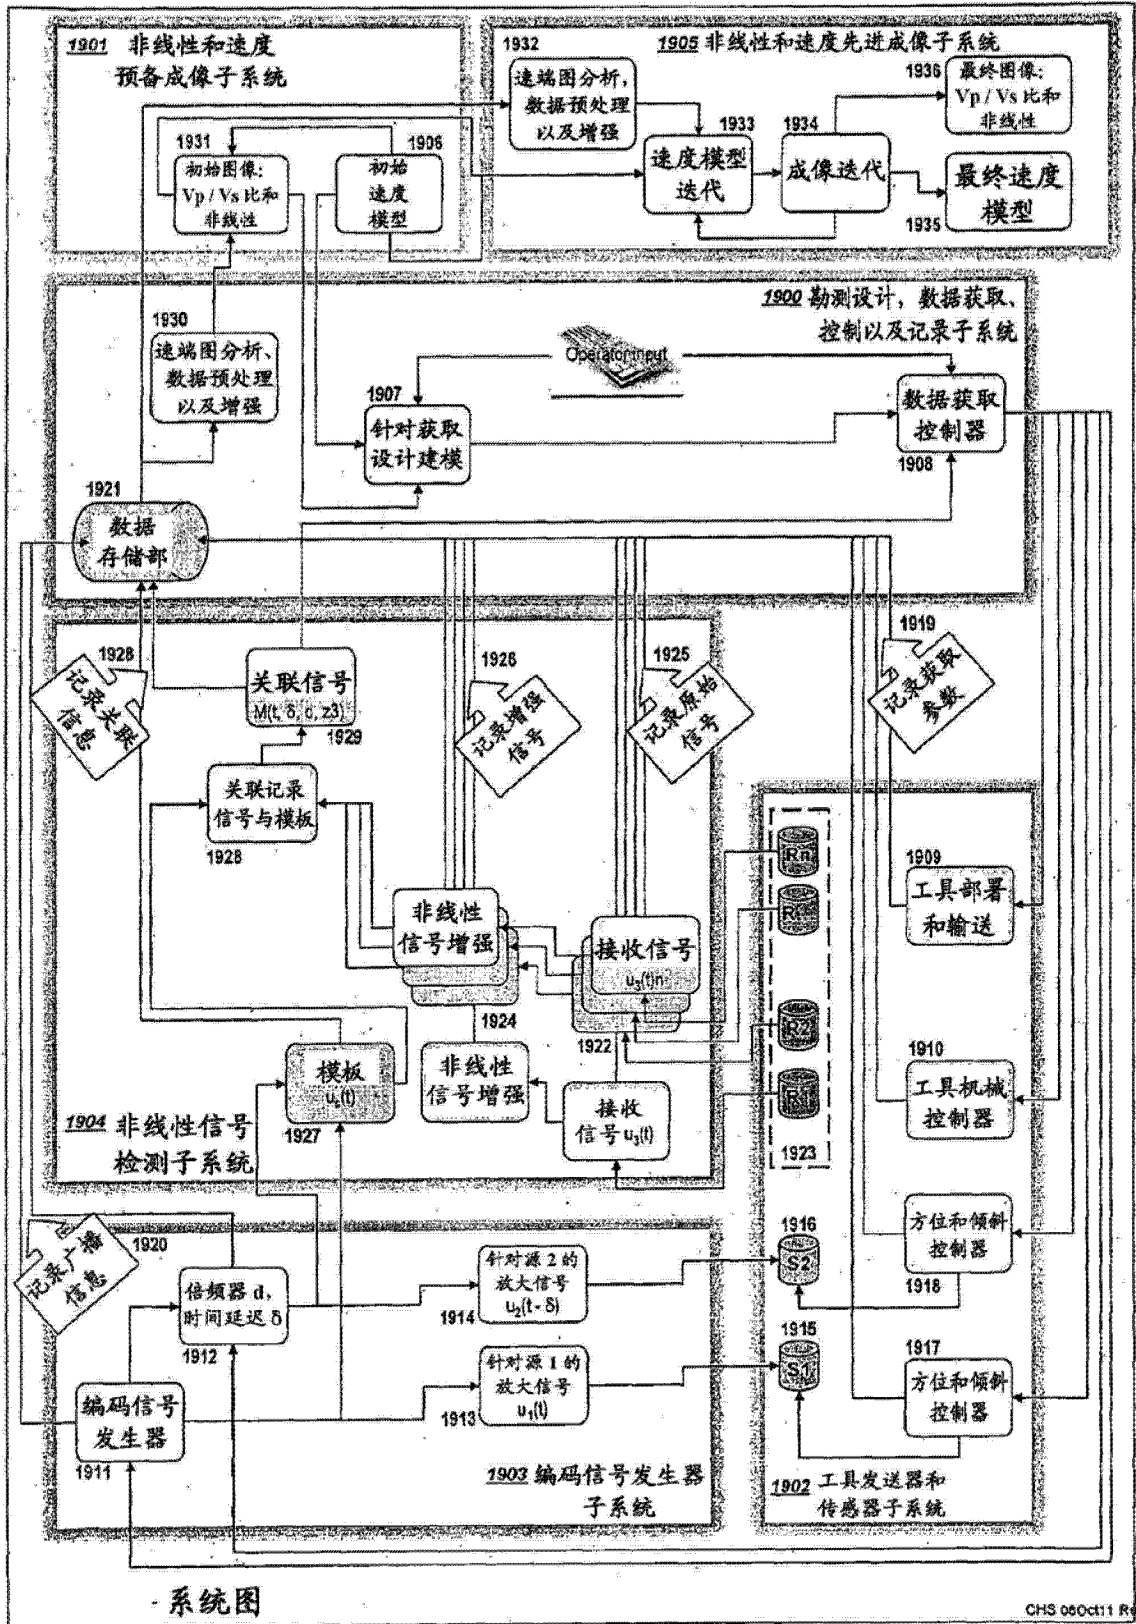 1901 非线性和速度
预备成像子系统
1931
初始图像:
Vp / Vs 比和
非线性
1906
初始
速度
模型
1932
速端图分析,
数据预处理
以及增强
1905 非线性和速度先进成像子系统
1933
速度模型
迭代
1934
成像迭代
1936
最终图像:
Vp / Vs 比和
非线性
最终速度
模型
1935
1900 勘测设计, 数据获取、
控制以及记录子系统
1930
速端图分析、
数据预处理
以及增强
Operator input
1907
针对获取
设计建模
数据获取
控制器
1908
1921
数据
存储部
1928
记录关联
信息
关联信号
M(t, δ, c, z3)
1929
1926
记录增强
信号
1925
记录原始
信号
1919
记录获取
参数
关联记录
信号与模板
1928
非线性
信号增强
1924
接收信号
u3(t)n
1922
Rn
R2
R1
1923
1909
工具部署
和输送
1910
工具机械
控制器
模板
1927
非线性
信号增强
接收
信号 u3(t)
1904 非线性信号
检测子系统
1920
记录广播
信息
倍频器 d,
时间延迟 δ
1912
针对源 2 的
放大信号
u2(t - δ)
1914
1916
S2
方位和倾斜
控制器
1918
编码信号
发生器
1911
针对源 1 的
放大信号
u1(t)
1913
1915
S1
1917
方位和倾斜
控制器
1903 编码信号发生器
子系统
1902 工具发送器和
传感器子系统
系统图